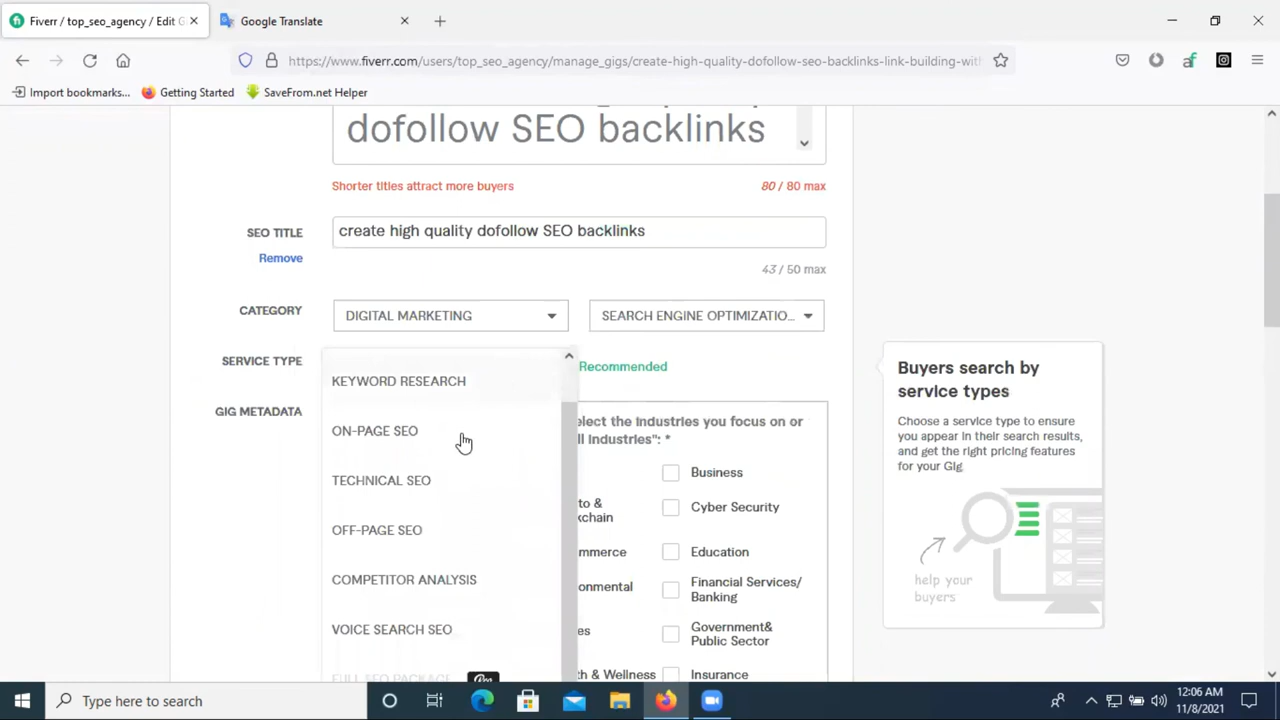 Fiverr / top_seo_agency / Edit G
Google Translate
https://www.fiverr.com/users/top_seo_agency/manage_gigs/create-high-quality-dofollow-seo-backlinks-link-building-wit
Import bookmarks...
Getting Started
SaveFrom.net Helper
dofollow SEO backlinks
Shorter titles attract more buyers
80 / 80 max
SEO TITLE
create high quality dofollow SEO backlinks
Remove
43 / 50 max
CATEGORY
DIGITAL MARKETING
SEARCH ENGINE OPTIMIZATIO...
SERVICE TYPE
Recommended
GIG METADATA
KEYWORD RESEARCH
ON-PAGE SEO
TECHNICAL SEO
OFF-PAGE SEO
COMPETITOR ANALYSIS
VOICE SEARCH SEO
FULL SEO PACKAGE
elect the industries you focus on or
ll industries": *
Business
to &
kchain
Cyber Security
mmerce
Education
onmental
Financial Services/
Banking
es
Government&
Public Sector
th & Wellness
Insurance
Buyers search by
service types
Choose a service type to ensure
you appear in their search results,
and get the right pricing features
for your Gig.
help your
buyers
Type here to search
12:06 AM
11/8/2021